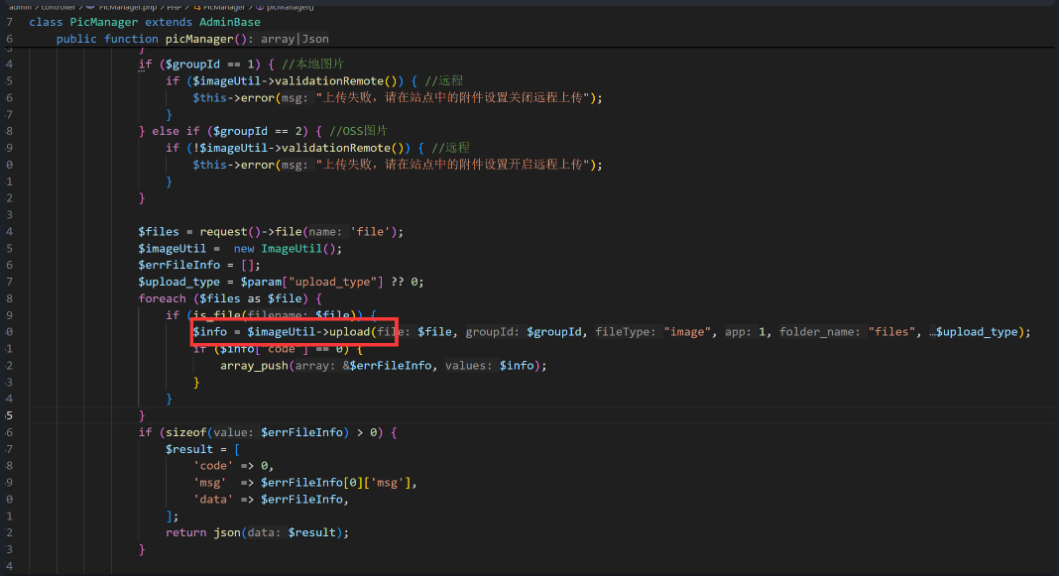 admin > controller > PicManager.php > PHP > PicManager > picManager()
7 class PicManager extends AdminBase
6 public function picManager(): array|Json
}
4 if ($groupId == 1) { //本地图片
5 if ($imageUtil->validationRemote()) { //远程
6 $this->error(msg: "上传失败，请在站点中的附件设置关闭远程上传");
7 }
8 } else if ($groupId == 2) { //OSS图片
9 if (!$imageUtil->validationRemote()) { //远程
0 $this->error(msg: "上传失败，请在站点中的附件设置开启远程上传");
1 }
2 }
3
4 $files = request()->file(name: 'file');
5 $imageUtil = new ImageUtil();
6 $errFileInfo = [];
7 $upload_type = $param["upload_type"] ?? 0;
8 foreach ($files as $file) {
9 if (is_file(filename: $file)) {
0 $info = $imageUtil->upload(file: $file, groupId: $groupId, fileType: "image", app: 1, folder_name: "files", …$upload_type);
1 if ($info['code'] == 0) {
2 array_push(array: &$errFileInfo, values: $info);
3 }
4 }
5 }
6 if (sizeof(value: $errFileInfo) > 0) {
7 $result = [
8 'code' => 0,
9 'msg' => $errFileInfo[0]['msg'],
0 'data' => $errFileInfo,
1 ];
2 return json(data: $result);
3 }
4